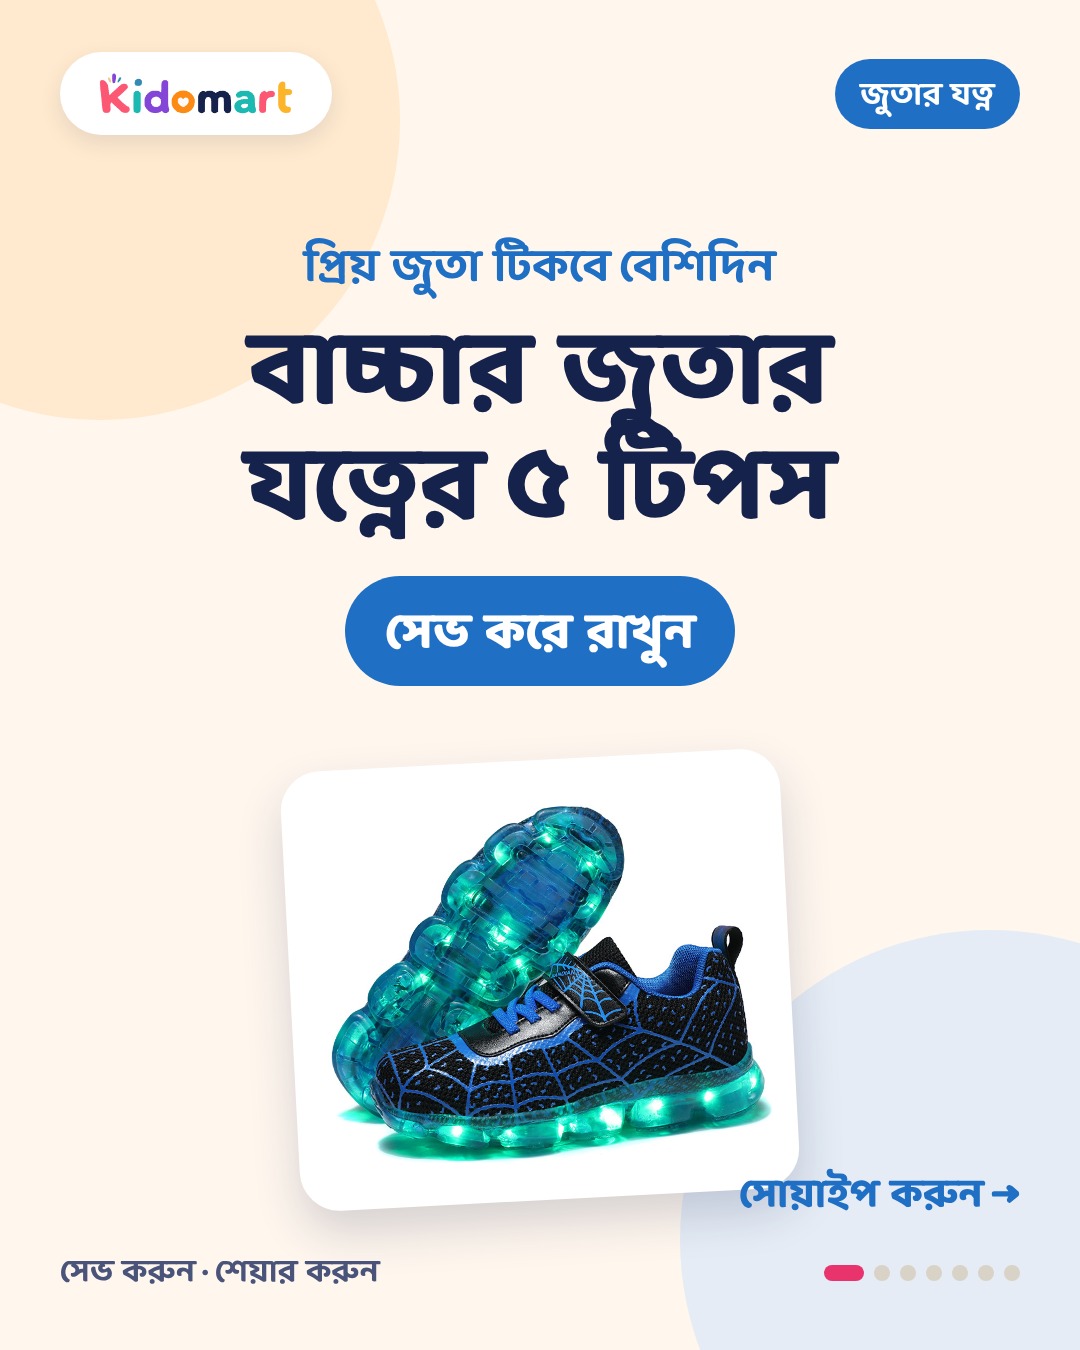 Kidomart
জুতার যত্ন
প্রিয় জুতা টিকবে বেশিদিন
বাচ্চার জুতার
যত্নের ৫ টিপস
সেভ করে রাখুন
সোয়াইপ করুন →
সেভ করুন · শেয়ার করুন